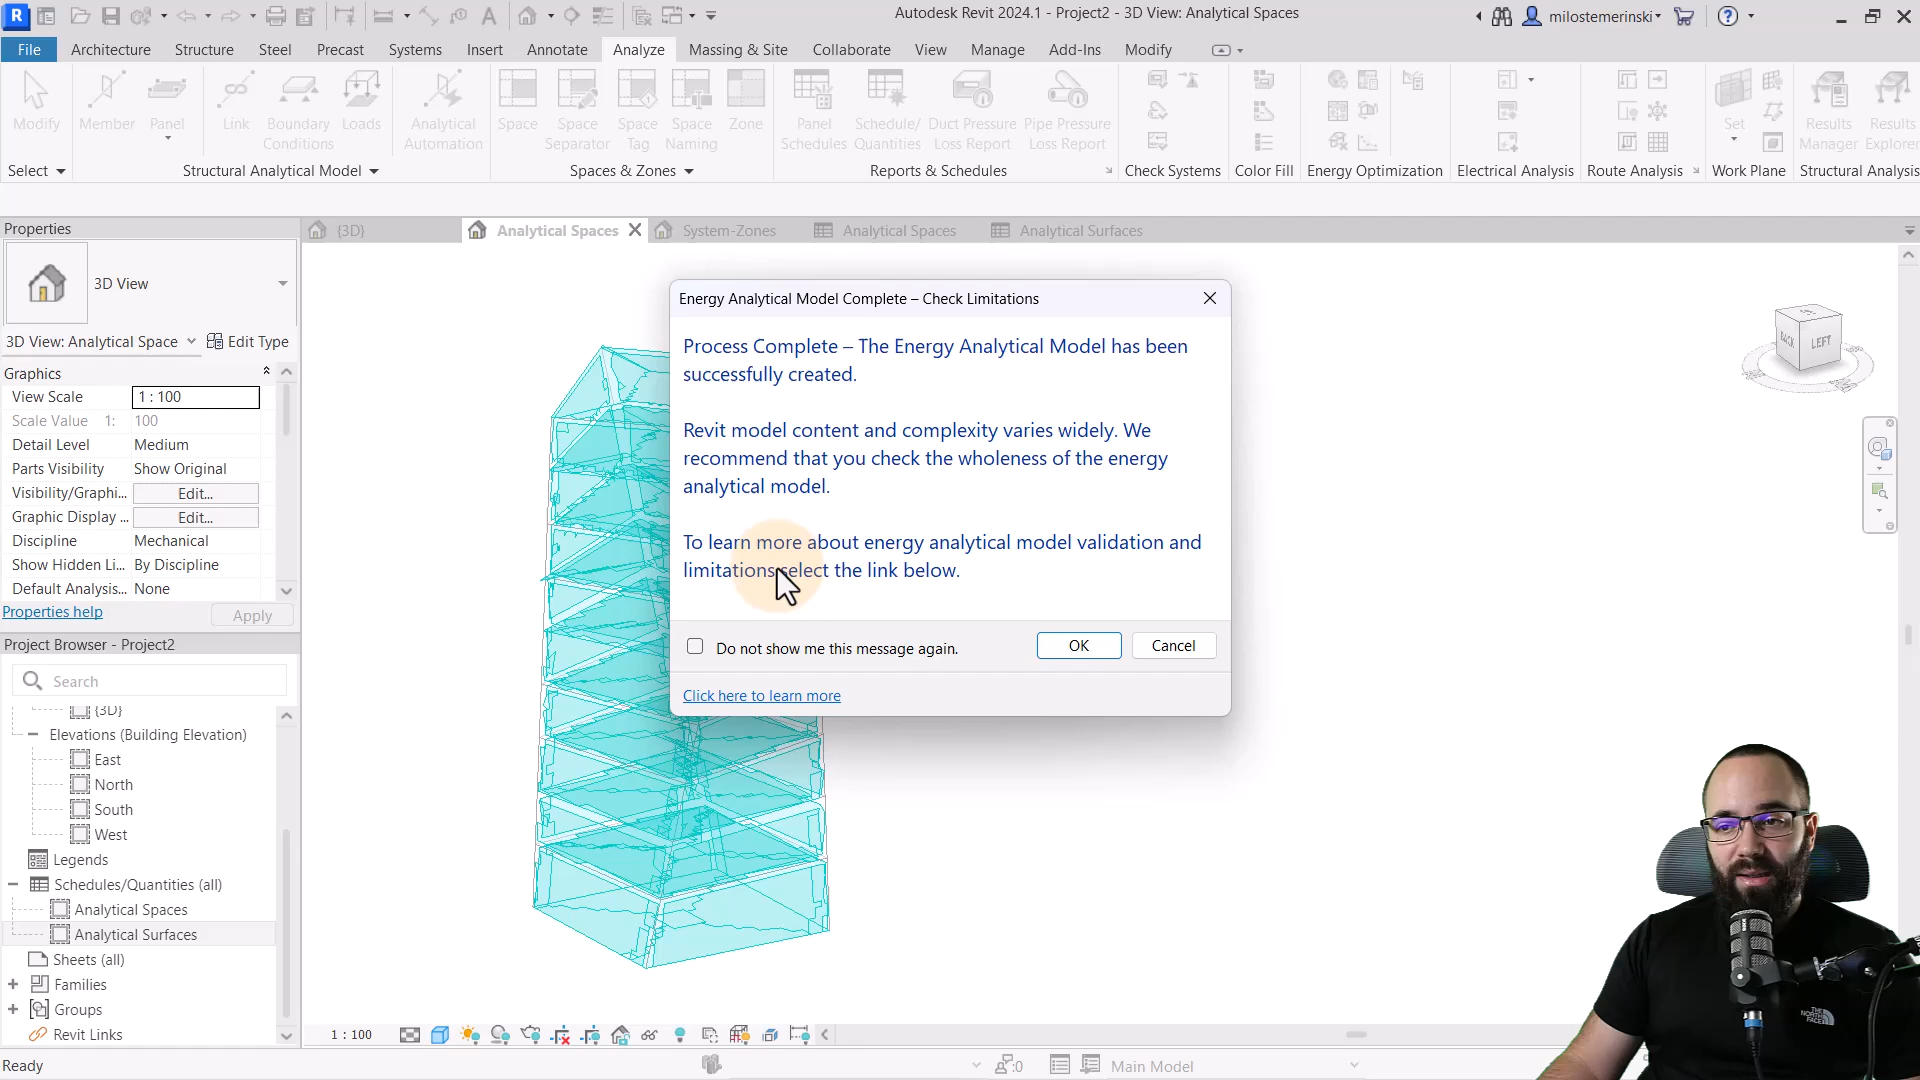 Autodesk Revit 2024.1 - Project2 - 3D View: Analytical Spaces
milostemerinski
File
Architecture
Structure
Steel
Precast
Systems
Insert
Annotate
Analyze
Massing & Site
Collaborate
View
Manage
Add-Ins
Modify
Modify
Member
Panel
Link
Boundary
Conditions
Loads
Analytical
Automation
Space
Space
Separator
Space
Tag
Space
Naming
Zone
Panel
Schedules
Schedule/
Quantities
Duct Pressure
Loss Report
Pipe Pressure
Loss Report
Set
Results
Manager
Results
Explorer
Select
Structural Analytical Model
Spaces & Zones
Reports & Schedules
Check Systems
Color Fill
Energy Optimization
Electrical Analysis
Route Analysis
Work Plane
Structural Analysis
Properties
{3D}
Analytical Spaces
System-Zones
Analytical Spaces
Analytical Surfaces
3D View
3D View: Analytical Space
Edit Type
Graphics
View Scale
1 : 100
Scale Value 1:
100
Detail Level
Medium
Parts Visibility
Show Original
Visibility/Graphi...
Edit...
Graphic Display ...
Edit...
Discipline
Mechanical
Show Hidden Li...
By Discipline
Default Analysis...
None
Properties help
Apply
Project Browser - Project2
Search
{3D}
Elevations (Building Elevation)
East
North
South
West
Legends
Schedules/Quantities (all)
Analytical Spaces
Analytical Surfaces
Sheets (all)
Families
Groups
Revit Links
Energy Analytical Model Complete – Check Limitations
Process Complete – The Energy Analytical Model has been
successfully created.
Revit model content and complexity varies widely. We
recommend that you check the wholeness of the energy
analytical model.
To learn more about energy analytical model validation and
limitations select the link below.
Do not show me this message again.
OK
Cancel
Click here to learn more
BACK
LEFT
THE
NORTH
FACE
1 : 100
Ready
:0
Main Model